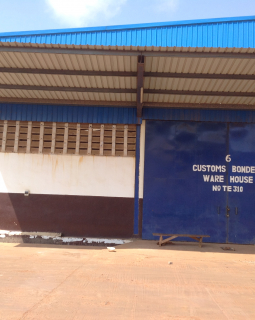 6
CUSTOMS BONDE
WARE HOUSE
No TE 310